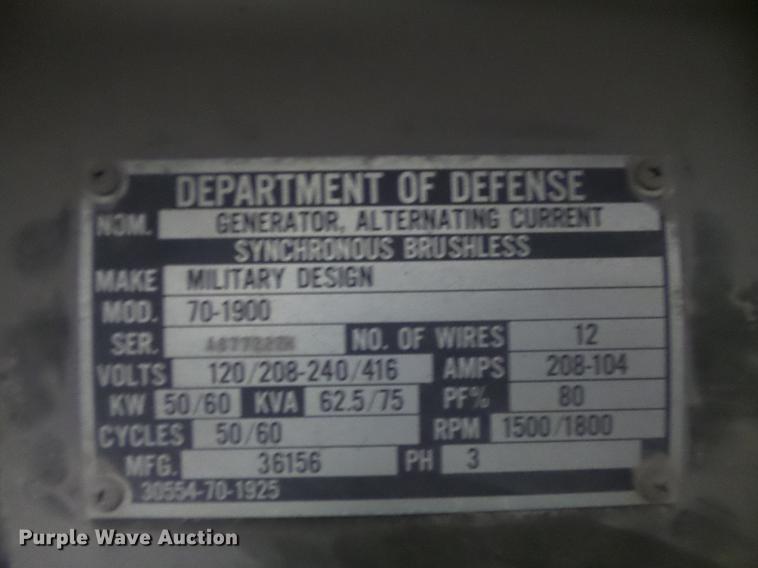 DEPARTMENT OF DEFENSE
NOM. GENERATOR, ALTERNATING CURRENT
SYNCHRONOUS BRUSHLESS
MAKE MILITARY DESIGN
MOD. 70-1900
SER. NO. OF WIRES 12
VOLTS 120/208-240/416 AMPS 208-104
KW 50/60 KVA 62.5/75 PF% 80
CYCLES 50/60 RPM 1500/1800
MFG. 36156 PH 3
30554-70-1925
Purple Wave Auction